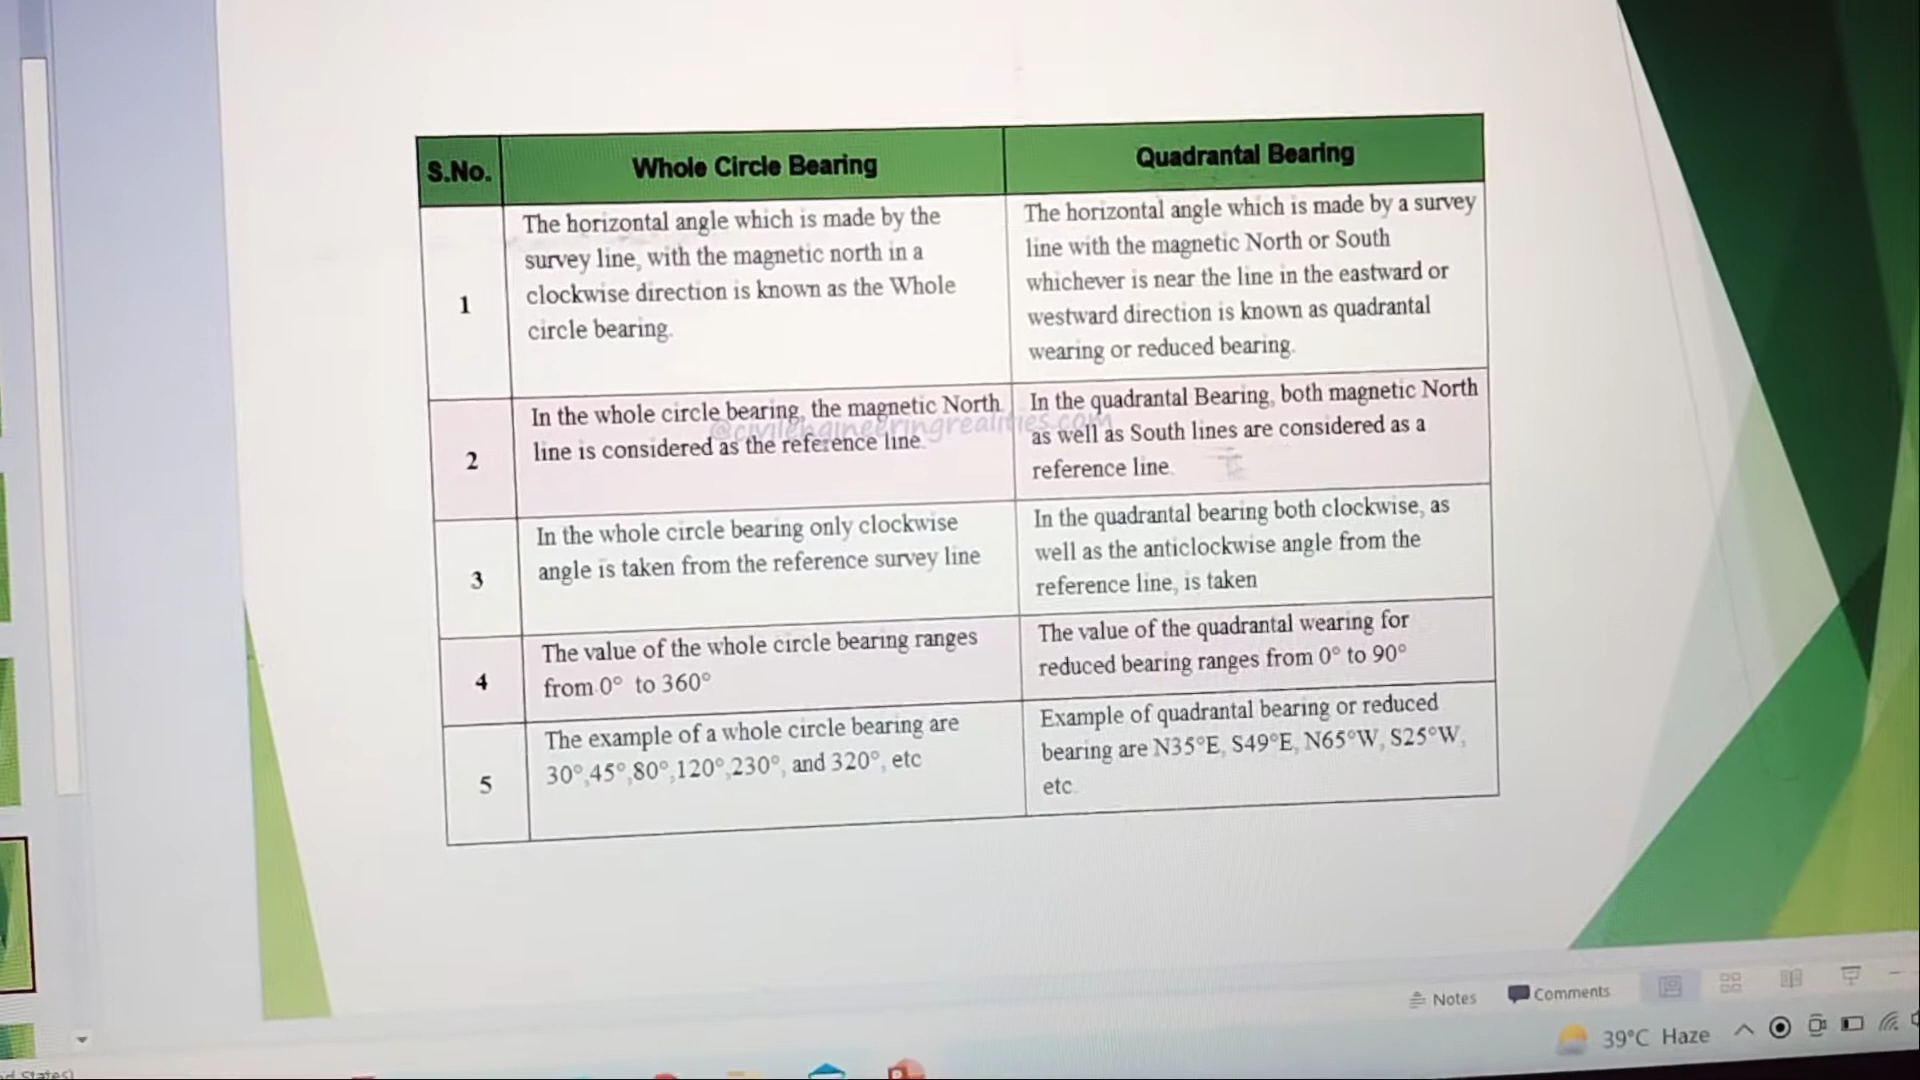 S.No.
Whole Circle Bearing
Quadrantal Bearing
1
The horizontal angle which is made by the
survey line, with the magnetic north in a
clockwise direction is known as the Whole
circle bearing.
The horizontal angle which is made by a survey
line with the magnetic North or South
whichever is near the line in the eastward or
westward direction is known as quadrantal
wearing or reduced bearing.
2
In the whole circle bearing, the magnetic North
line is considered as the reference line.
In the quadrantal Bearing, both magnetic North
as well as South lines are considered as a
reference line.
@civilengineeringrealities.com
3
In the whole circle bearing only clockwise
angle is taken from the reference survey line
In the quadrantal bearing both clockwise, as
well as the anticlockwise angle from the
reference line, is taken
4
The value of the whole circle bearing ranges
from 0° to 360°
The value of the quadrantal wearing for
reduced bearing ranges from 0° to 90°
5
The example of a whole circle bearing are
30°,45°,80°,120°,230°, and 320°, etc
Example of quadrantal bearing or reduced
bearing are N35°E, S49°E, N65°W, S25°W,
etc.
Notes
Comments
39°C Haze
States)